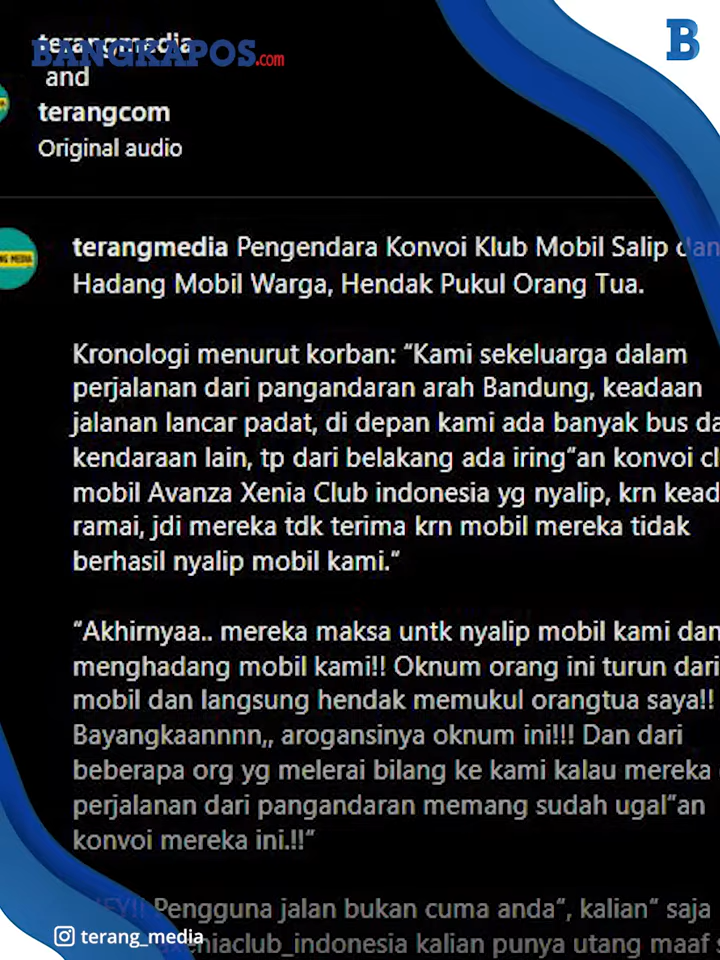 terangmedia
BANGKAPOS.com
B
and
terangcom
Original audio
terangmedia Pengendara Konvoi Klub Mobil Salip dan
Hadang Mobil Warga, Hendak Pukul Orang Tua.
Kronologi menurut korban: “Kami sekeluarga dalam
perjalanan dari pangandaran arah Bandung, keadaan
jalanan lancar padat, di depan kami ada banyak bus da
kendaraan lain, tp dari belakang ada iring“an konvoi cl
mobil Avanza Xenia Club indonesia yg nyalip, krn kead
ramai, jdi mereka tdk terima krn mobil mereka tidak
berhasil nyalip mobil kami.“
“Akhirnyaa.. mereka maksa untk nyalip mobil kami dan
menghadang mobil kami!! Oknum orang ini turun dari
mobil dan langsung hendak memukul orangtua saya!!
Bayangkaannnn,, arogansinya oknum ini!!! Dan dari
beberapa org yg melerai bilang ke kami kalau mereka
perjalanan dari pangandaran memang sudah ugal“an
konvoi mereka ini.!!“
Pengguna jalan bukan cuma anda“, kalian“ saja
niaclub_indonesia kalian punya utang maaf s
terang_media